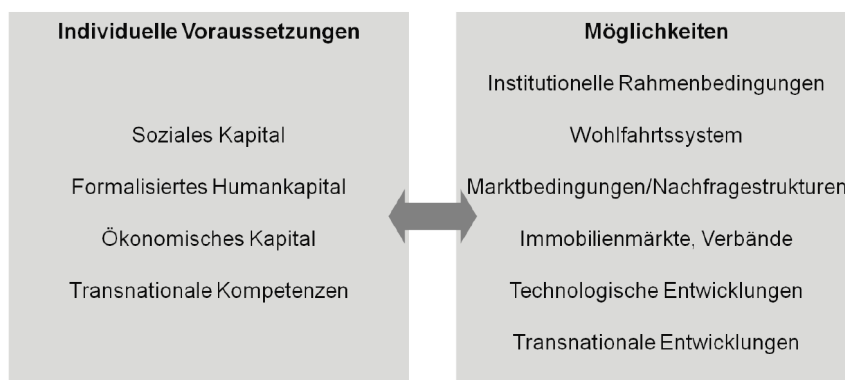 Individuelle Voraussetzungen
Soziales Kapital
Formalisiertes Humankapital
Ökonomisches Kapital
Transnationale Kompetenzen
Möglichkeiten
Institutionelle Rahmenbedingungen
Wohlfahrtssystem
Marktbedingungen/Nachfragestrukturen
Immobilienmärkte, Verbände
Technologische Entwicklungen
Transnationale Entwicklungen